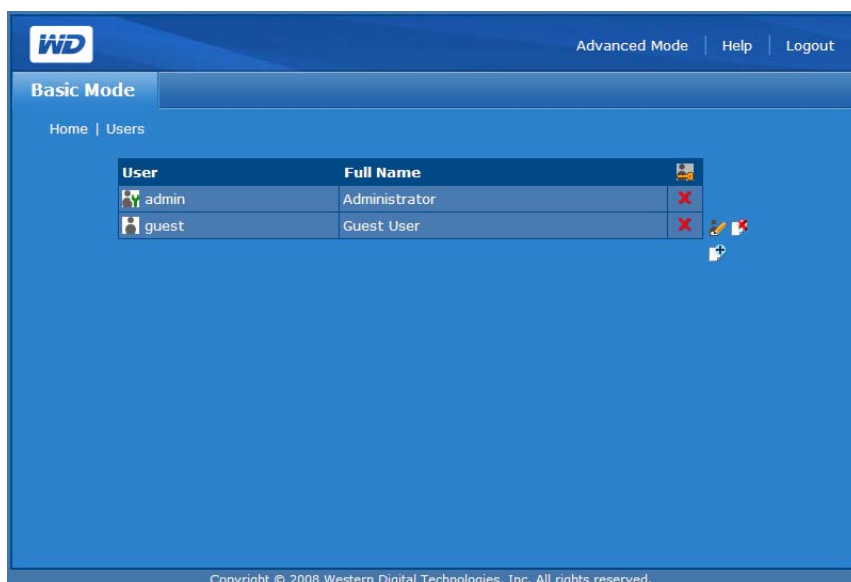 WD
Advanced Mode | Help | Logout
Basic Mode
Home | Users
User Full Name
admin Administrator
guest Guest User
Copyright © 2008 Western Digital Technologies, Inc. All rights reserved.